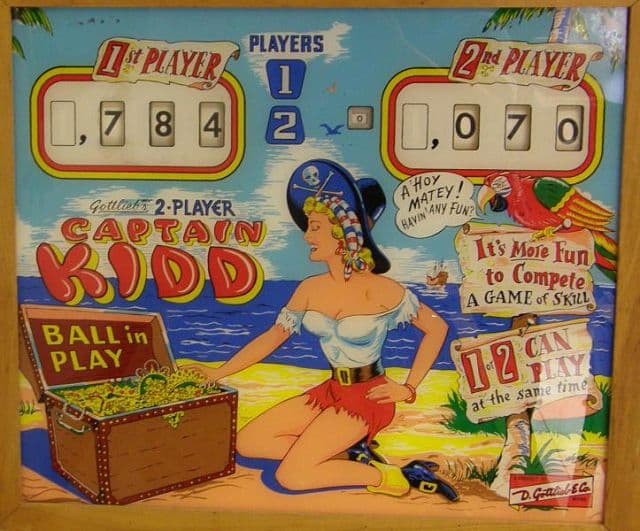 1st PLAYER
PLAYERS
2nd PLAYER
1
2
,784
0
,070
A'HOY
MATEY!
HAVIN' ANY FUN?
Gottlieb's 2-PLAYER
CAPTAIN
KIDD
It's More Fun
to Compete
A GAME of SKILL
BALL in
PLAY
1 or 2 CAN
PLAY
at the same time
D. Gottlieb & Co.